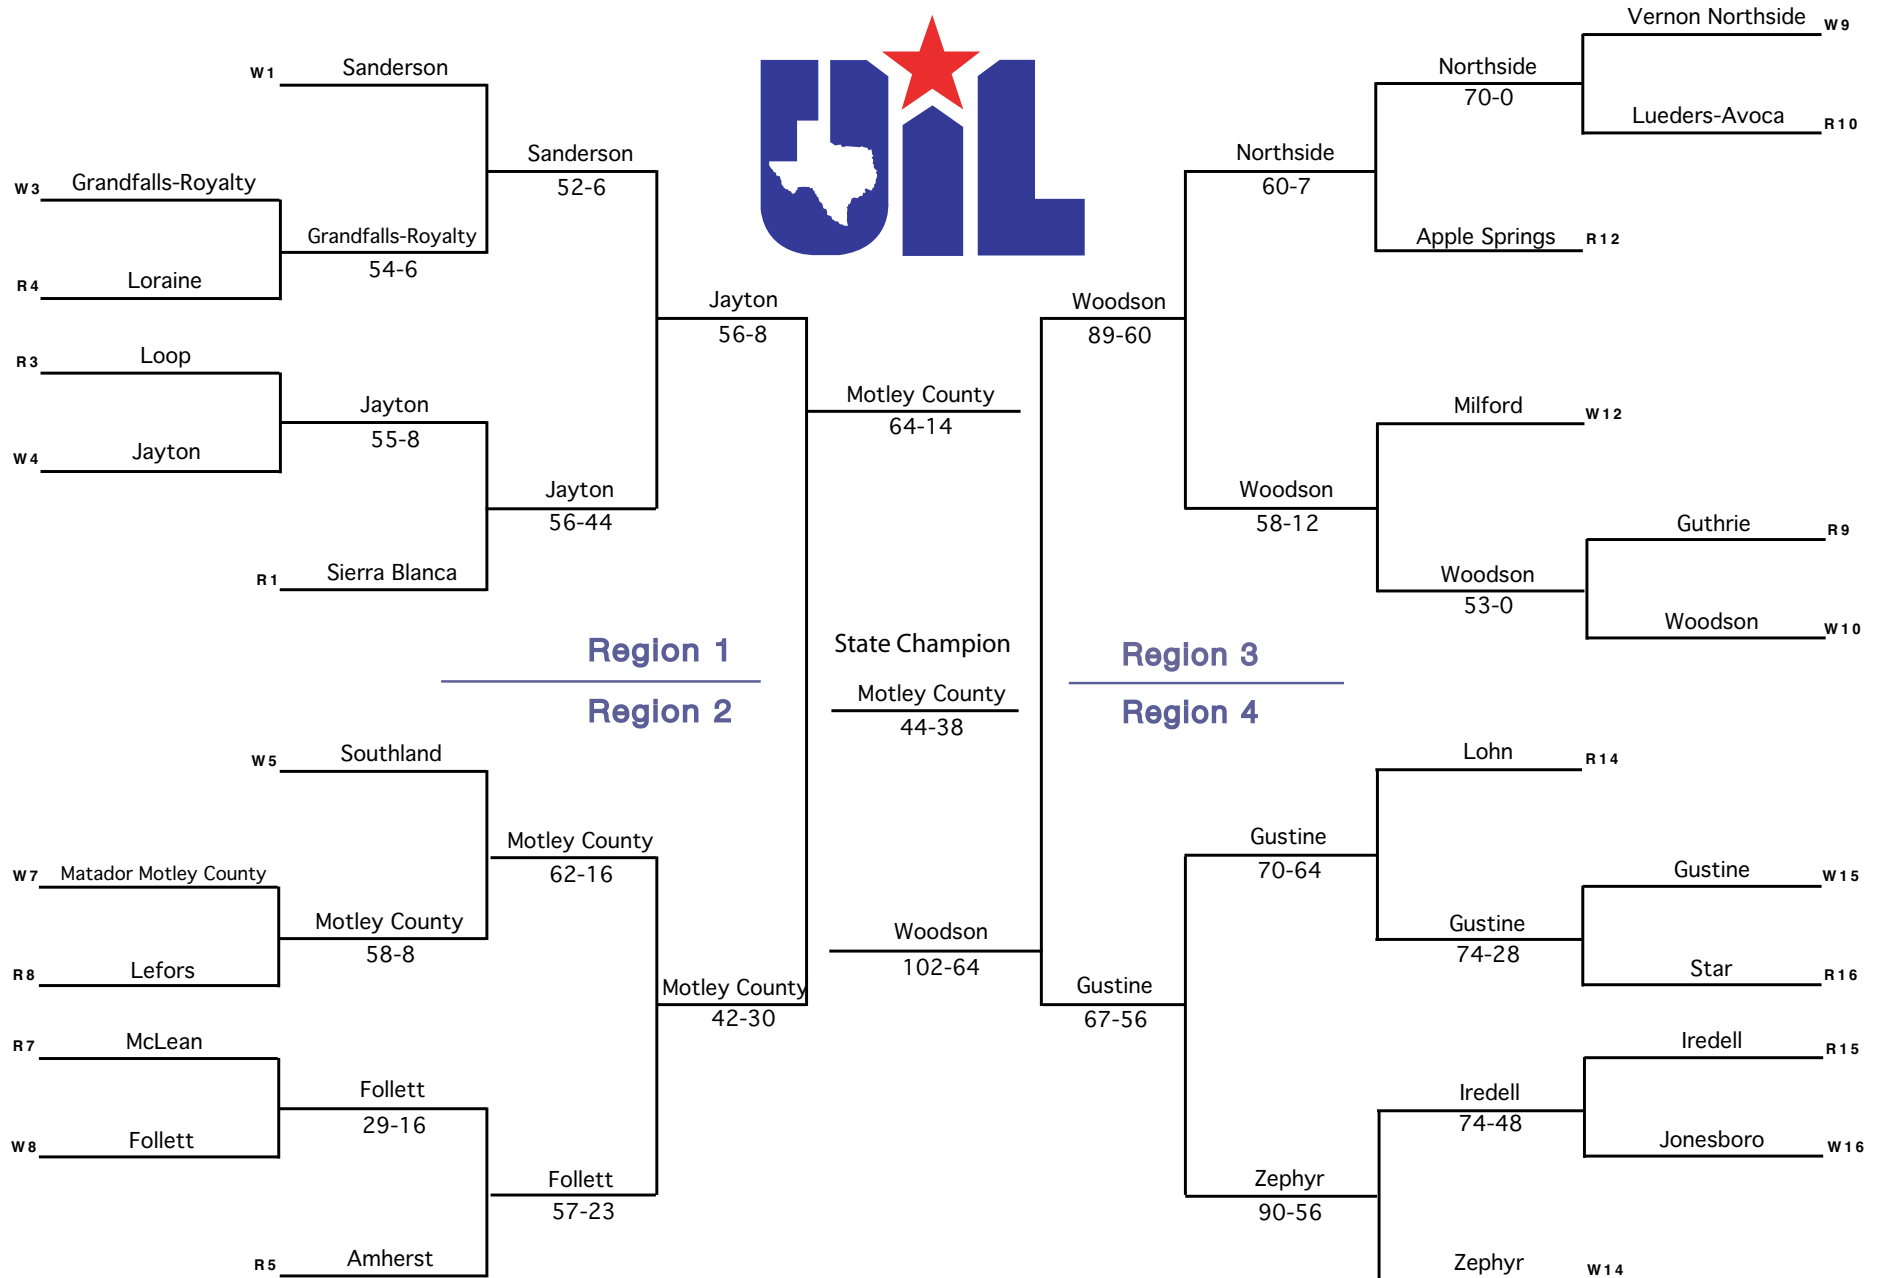 UIL
W1 Sanderson
W3 Grandfalls-Royalty
R4 Loraine
Grandfalls-Royalty
54-6
Sanderson
52-6
R3 Loop
W4 Jayton
Jayton
55-8
R1 Sierra Blanca
Jayton
56-44
Jayton
56-8
Region 1
Region 2
W5 Southland
W7 Matador Motley County
R8 Lefors
Motley County
58-8
Motley County
62-16
R7 McLean
W8 Follett
Follett
29-16
R5 Amherst
Follett
57-23
Motley County
42-30
Motley County
64-14
State Champion
Motley County
44-38
Woodson
102-64
Woodson
89-60
Northside
60-7
Northside
70-0
Vernon Northside W9
Lueders-Avoca R10
Apple Springs R12
Milford W12
Woodson
58-12
Woodson
53-0
Guthrie R9
Woodson W10
Region 3
Region 4
Lohn R14
Gustine
70-64
Gustine
74-28
Gustine W15
Star R16
Gustine
67-56
Iredell R15
Iredell
74-48
Jonesboro W16
Zephyr
90-56
Zephyr W14